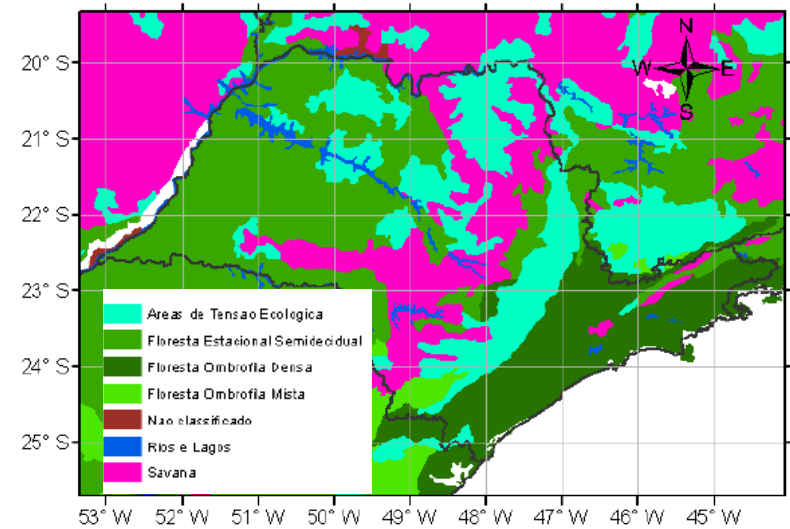 N
W E
S
20° S
21° S
22° S
23° S
24° S
25° S
Areas de Tensao Ecologica
Floresta Estacional Semidecidual
Floresta Ombrofila Densa
Floresta Ombrofila Mista
Nao classificado
Rios e Lagos
Savana
53° W 52° W 51° W 50° W 49° W 48° W 47° W 46° W 45° W